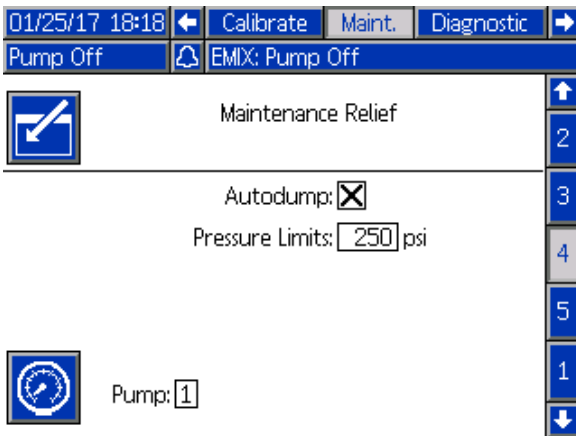 01/25/17 18:18 Calibrate Maint. Diagnostic
Pump Off EMIX: Pump Off
Maintenance Relief
2
Autodump:
3
Pressure Limits: 250 psi
4
5
Pump: 1
1